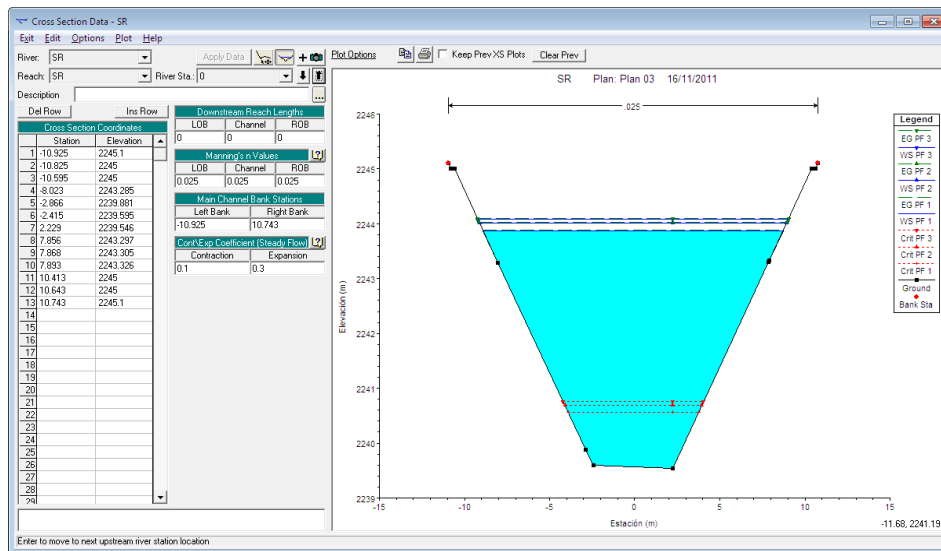 Cross Section Data - SR
Exit Edit Options Plot Help
River: SR Apply Data
Reach: SR River Sta.: 0
Description ...
Del Row Ins Row
Cross Section Coordinates
Station Elevation
1 -10.925 2245.1
2 -10.825 2245
3 -10.595 2245
4 -8.023 2243.285
5 -2.866 2239.881
6 -2.415 2239.595
7 2.229 2239.546
8 7.856 2243.297
9 7.868 2243.305
10 7.893 2243.326
11 10.413 2245
12 10.643 2245
13 10.743 2245.1
14
15
16
17
18
19
20
21
22
23
24
25
26
27
28
29
Downstream Reach Lengths
LOB Channel ROB
0 0 0
Manning's n Values ?
LOB Channel ROB
0.025 0.025 0.025
Main Channel Bank Stations
Left Bank Right Bank
-10.925 10.743
Cont\Exp Coefficient (Steady Flow) ?
Contraction Expansion
0.1 0.3
Plot Options Keep Prev XS Plots Clear Prev
SR Plan: Plan 03 16/11/2011
.025
Elevación (m)
2246
2245
2244
2243
2242
2241
2240
2239
-15 -10 -5 0 5 10 15
Estación (m)
Legend
EG PF 3
WS PF 3
EG PF 2
WS PF 2
EG PF 1
WS PF 1
Crit PF 3
Crit PF 2
Crit PF 1
Ground
Bank Sta
-11.68, 2241.19
Enter to move to next upstream river station location